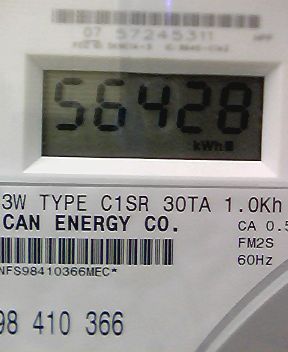 07 57245311
56428
kWh
3W TYPE C1SR 30TA 1.0Kh
CAN ENERGY CO.
CA 0.5
FM2S
60Hz
NFS98410366MEC*
98 410 366